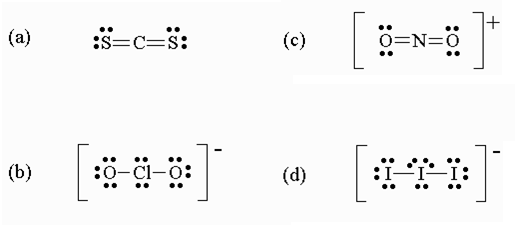 (a) S=C=S
(c) [O=N=O]+
(b) [O-Cl-O]-
(d) [I-I-I]-